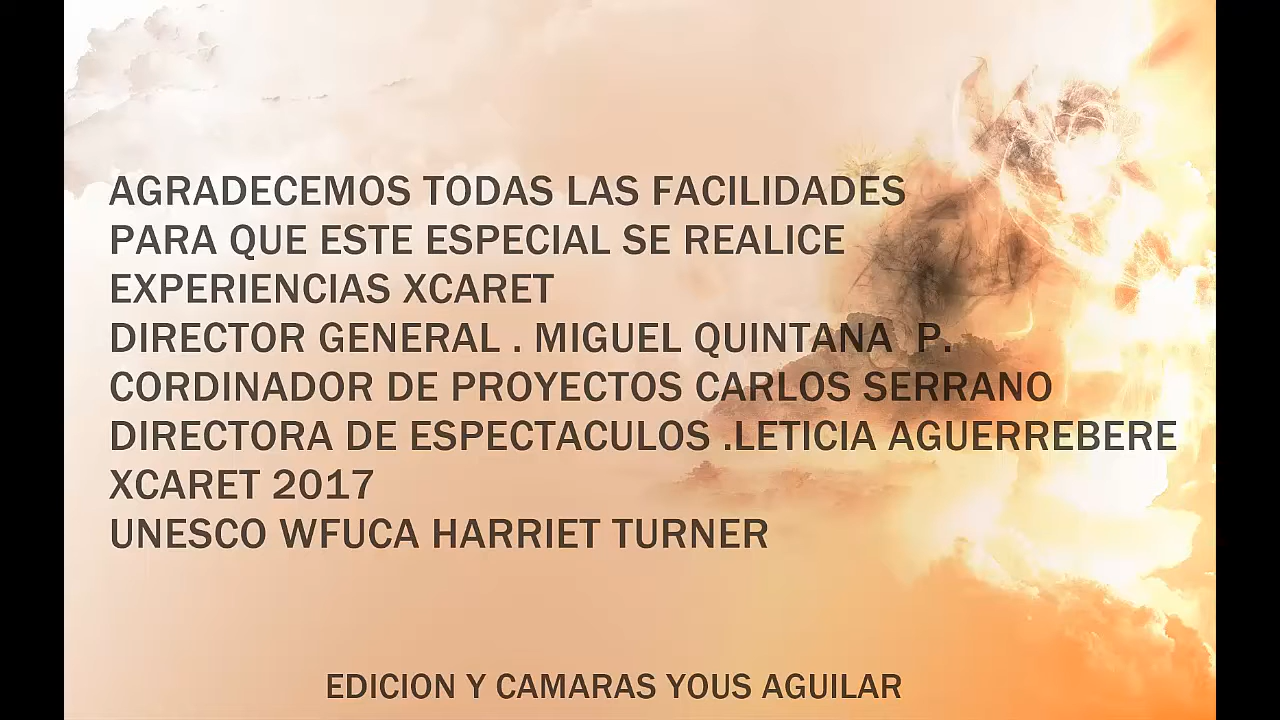 AGRADECEMOS TODAS LAS FACILIDADES
PARA QUE ESTE ESPECIAL SE REALICE
EXPERIENCIAS XCARET
DIRECTOR GENERAL . MIGUEL QUINTANA  P.
CORDINADOR DE PROYECTOS CARLOS SERRANO
DIRECTORA DE ESPECTACULOS .LETICIA AGUERREBERE
XCARET 2017
UNESCO WFUCA HARRIET TURNER
EDICION Y CAMARAS YOUS AGUILAR